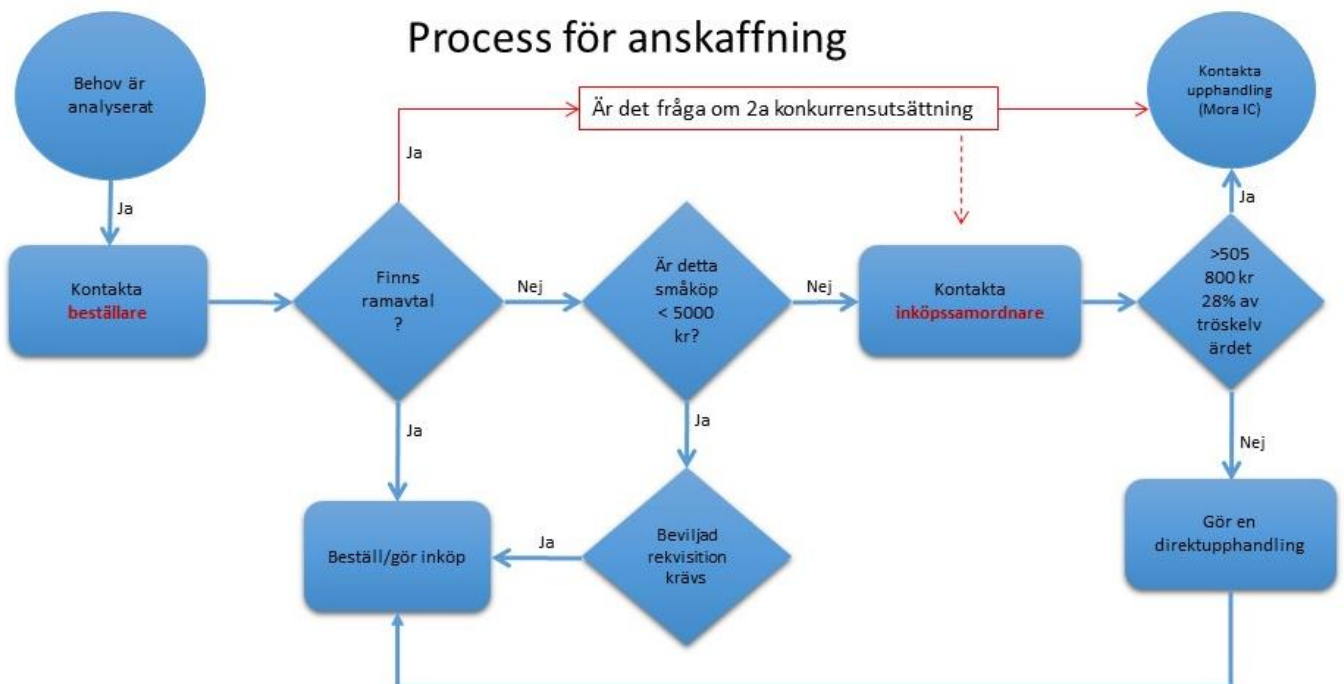 Process för anskaffning
Behov är
analyserat
Ja
Kontakta
beställare
Finns
ramavtal
?
Ja
Är det fråga om 2a konkurrensutsättning
Kontakta
upphandling
(Mora IC)
Nej
Är detta
småköp
< 5000
kr?
Nej
Kontakta
inköpssamordnare
>505
800 kr
28% av
tröskelv
ärdet
Ja
Ja
Ja
Nej
Beställ/gör inköp
Ja
Beviljad
rekvisition
krävs
Gör en
direktupphandling